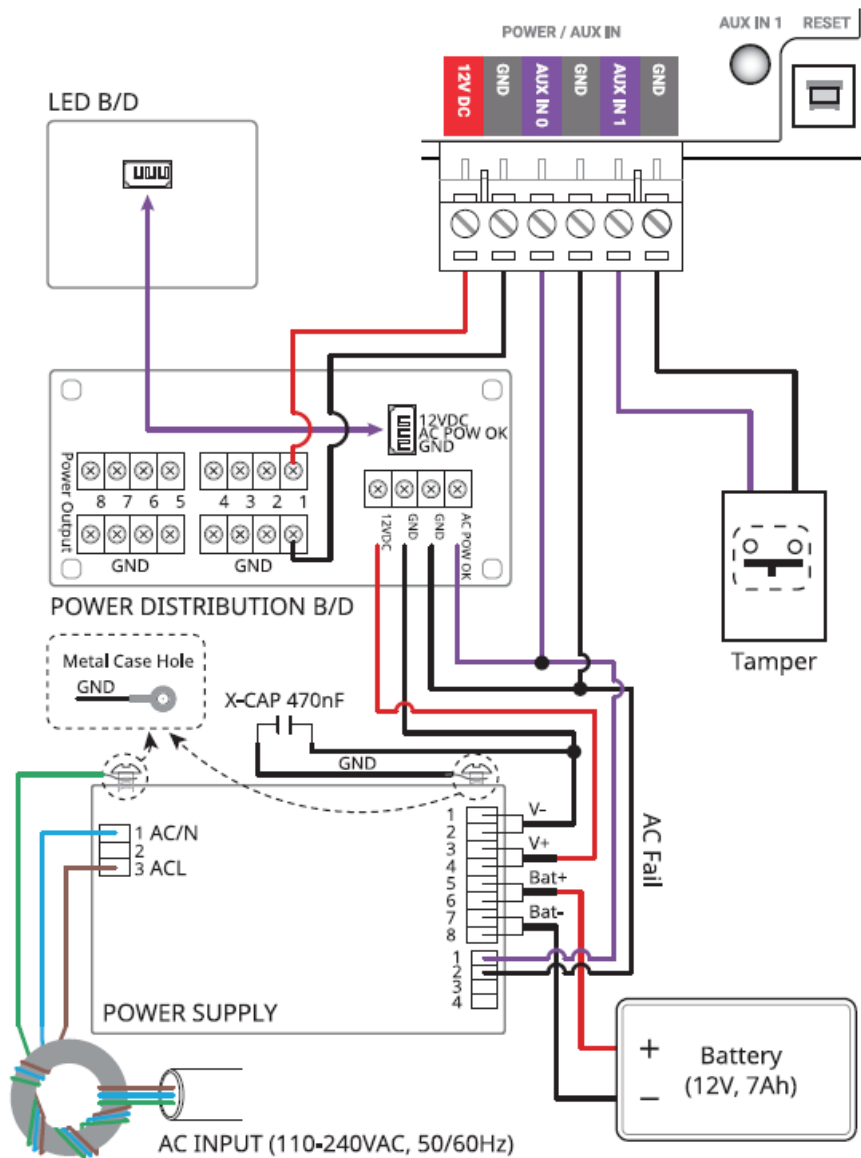 AUX IN 1 RESET
POWER / AUX IN
12V DC
GND
AUX IN 0
GND
AUX IN 1
GND
LED B/D
12VDC
AC POW OK
GND
Power Output
8 7 6 5 4 3 2 1
GND GND
12VDC
GND
GND
AC POW OK
POWER DISTRIBUTION B/D
Tamper
Metal Case Hole
GND
X-CAP 470nF
GND
AC Fail
1 AC/N
2
3 ACL
1
2
3
4
5
6
7
8
V-
V+
Bat+
Bat-
1
2
3
4
POWER SUPPLY
+
−
Battery
(12V, 7Ah)
AC INPUT (110-240VAC, 50/60Hz)